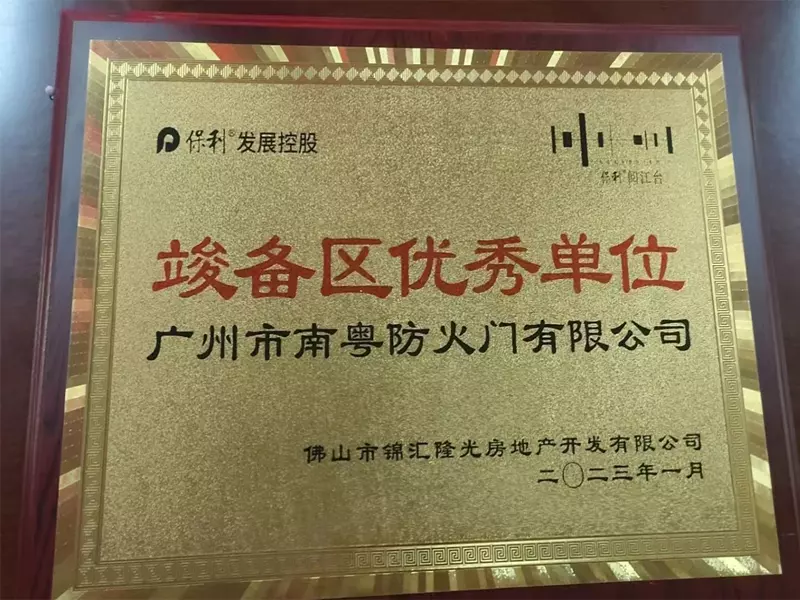 保利® 发展控股
保利®阅江台
竣备区优秀单位
广州市南粤防火门有限公司
佛山市锦汇隆光房地产开发有限公司
二〇二三年一月